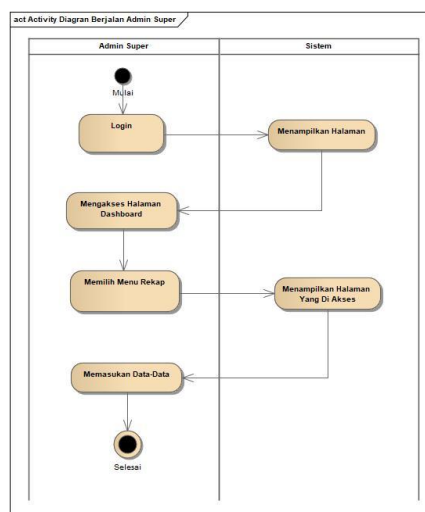 act Activity Diagran Berjalan Admin Super
Admin Super
Sistem
Mulai
Login
Menampilkan Halaman
Mengakses Halaman
Dashboard
Memilih Menu Rekap
Menampilkan Halaman
Yang Di Akses
Memasukan Data-Data
Selesai